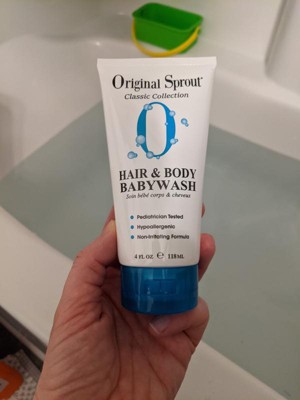 Original Sprout
Classic Collection
HAIR & BODY
BABYWASH
Soin bébé corps & cheveux
Pediatrician Tested
Hypoallergenic
Non-Irritating Formula
4 FL OZ ℮ 118 ML